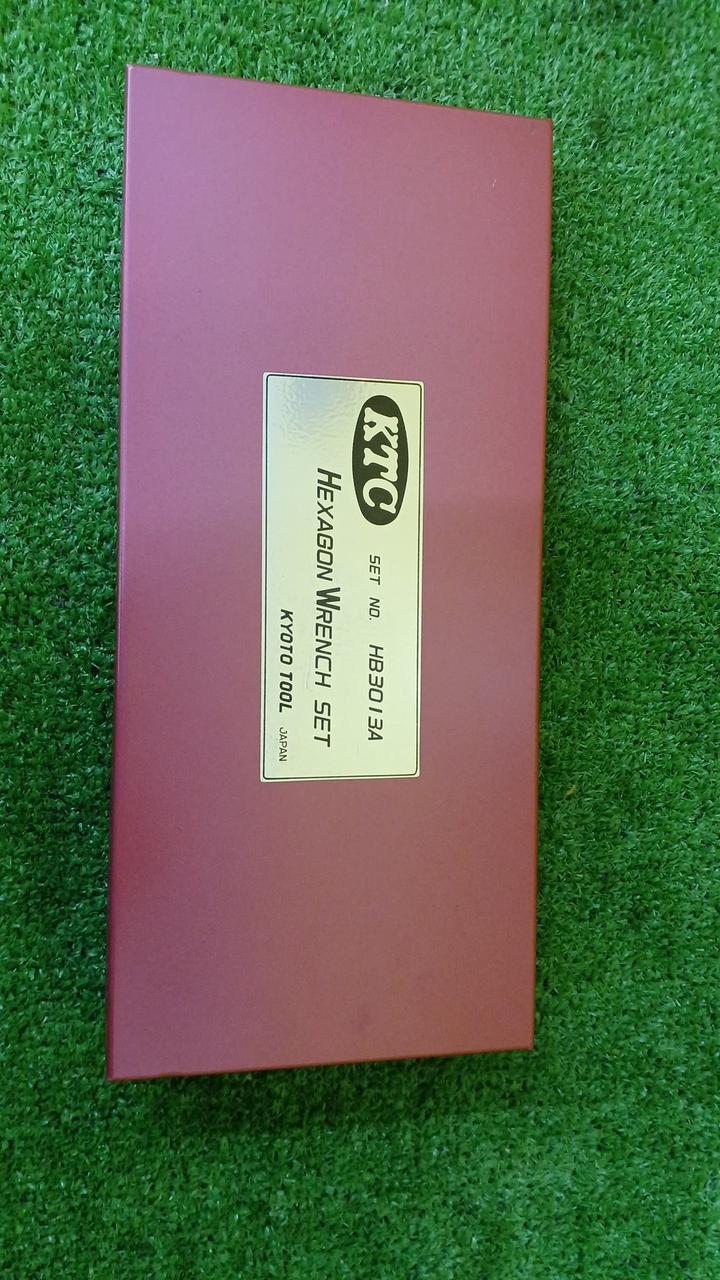 KTC
SET NO. HB3013A
HEXAGON WRENCH SET
KYOTO TOOL JAPAN